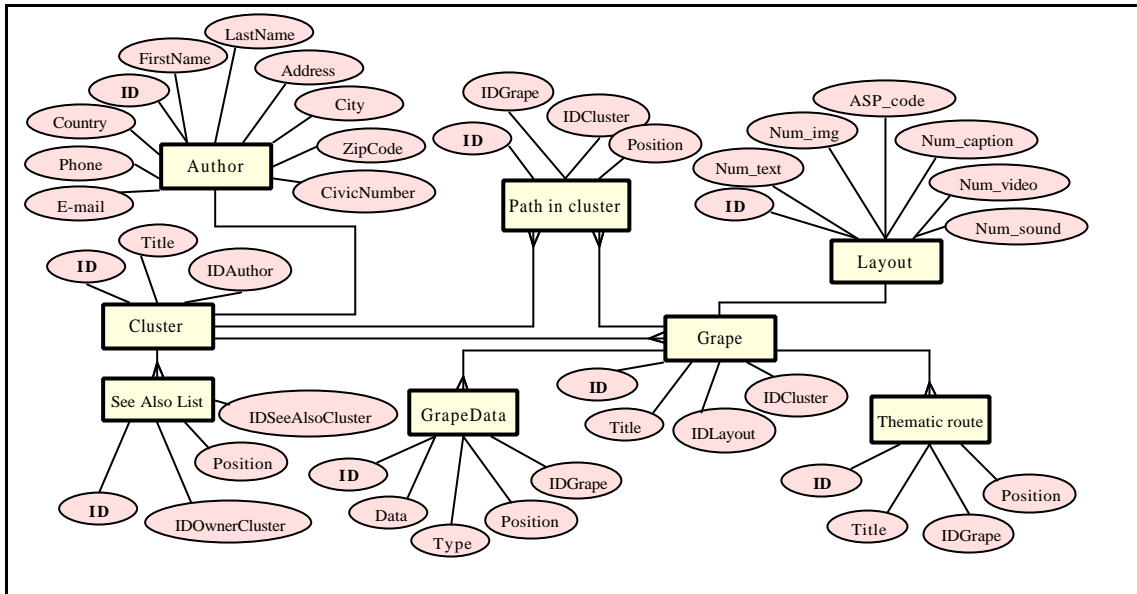 LastName
FirstName
Address
ID
City
Country
ZipCode
Phone
CivicNumber
E-mail
Author
IDGrape
IDCluster
ID
Position
Path in cluster
ASP_code
Num_img
Num_caption
Num_text
Num_video
ID
Num_sound
Layout
Title
ID
IDAuthor
Cluster
Grape
ID
IDCluster
Title
IDLayout
See Also List
IDSeeAlsoCluster
Position
ID
IDOwnerCluster
GrapeData
ID
IDGrape
Data
Position
Type
Thematic route
ID
Position
Title
IDGrape